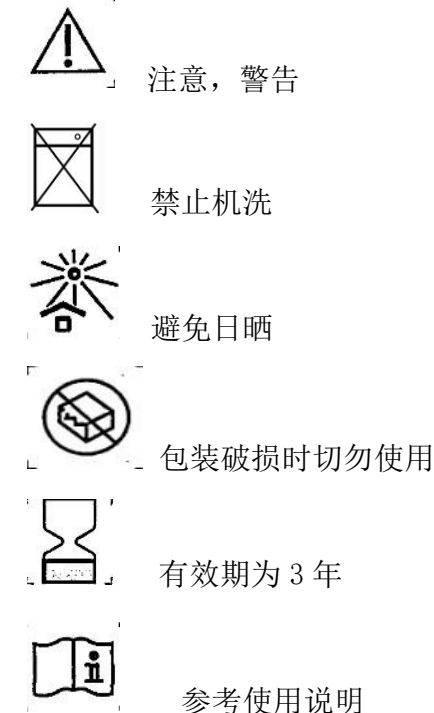 注意，警告
禁止机洗
避免日晒
包装破损时切勿使用
有效期为 3 年
参考使用说明